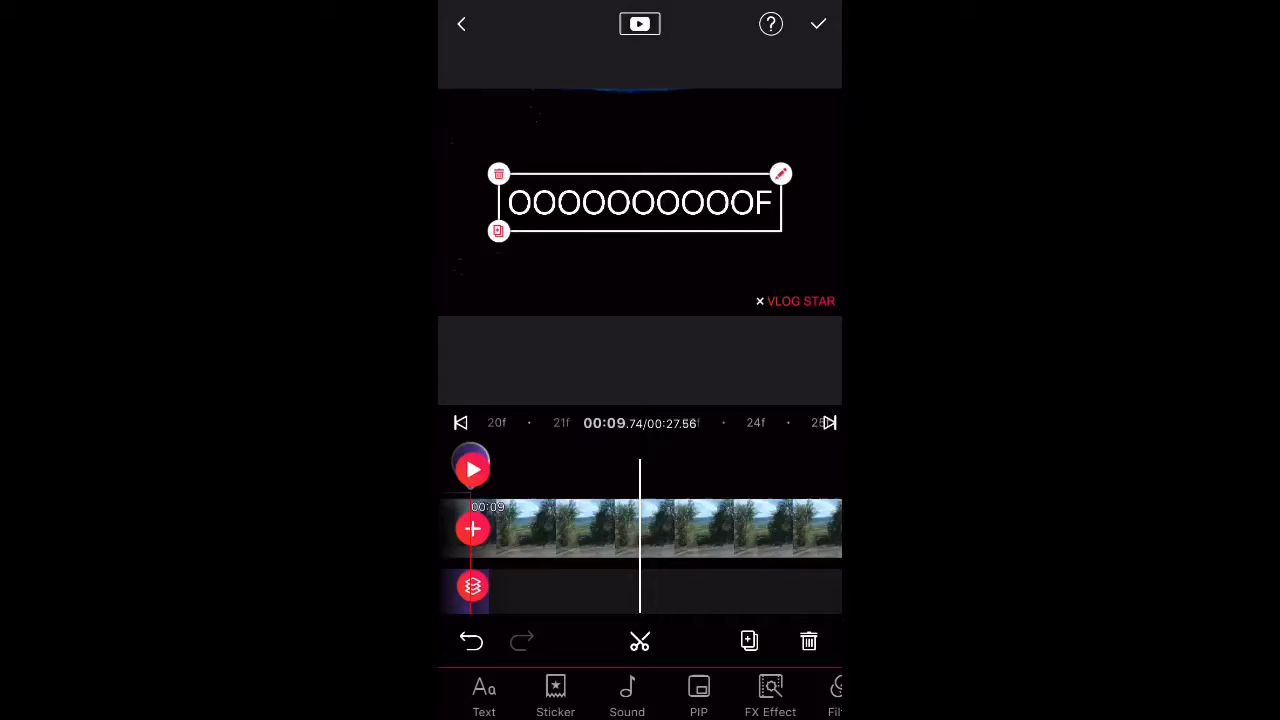 OOOOOOOOOOF
× VLOG STAR
20f
21f
00:09.74/00:27.56
24f
00:09
Text
Sticker
Sound
PIP
FX Effect